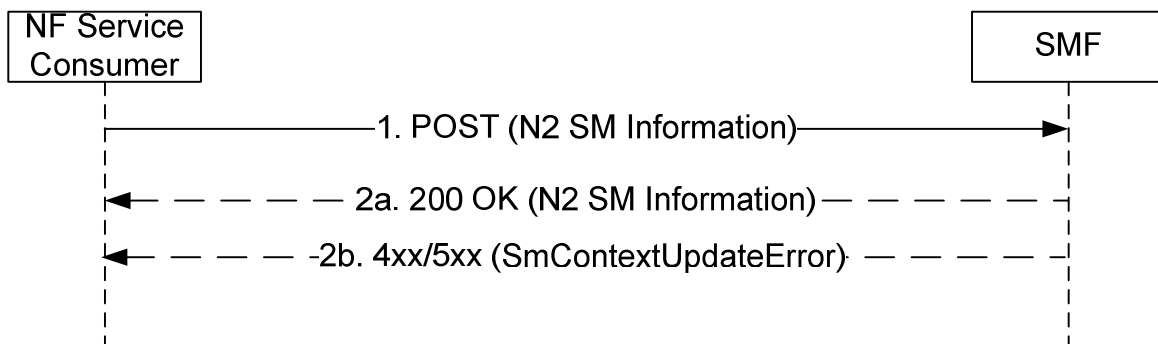 NF Service
Consumer
SMF
1. POST (N2 SM Information)
2a. 200 OK (N2 SM Information)
2b. 4xx/5xx (SmContextUpdateError)